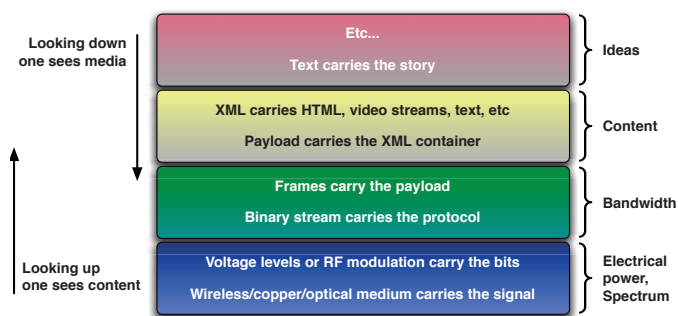 Looking down
one sees media
Etc...
Text carries the story
Ideas
XML carries HTML, video streams, text, etc
Payload carries the XML container
Content
Frames carry the payload
Binary stream carries the protocol
Bandwidth
Looking up
one sees content
Voltage levels or RF modulation carry the bits
Wireless/copper/optical medium carries the signal
Electrical
power,
Spectrum